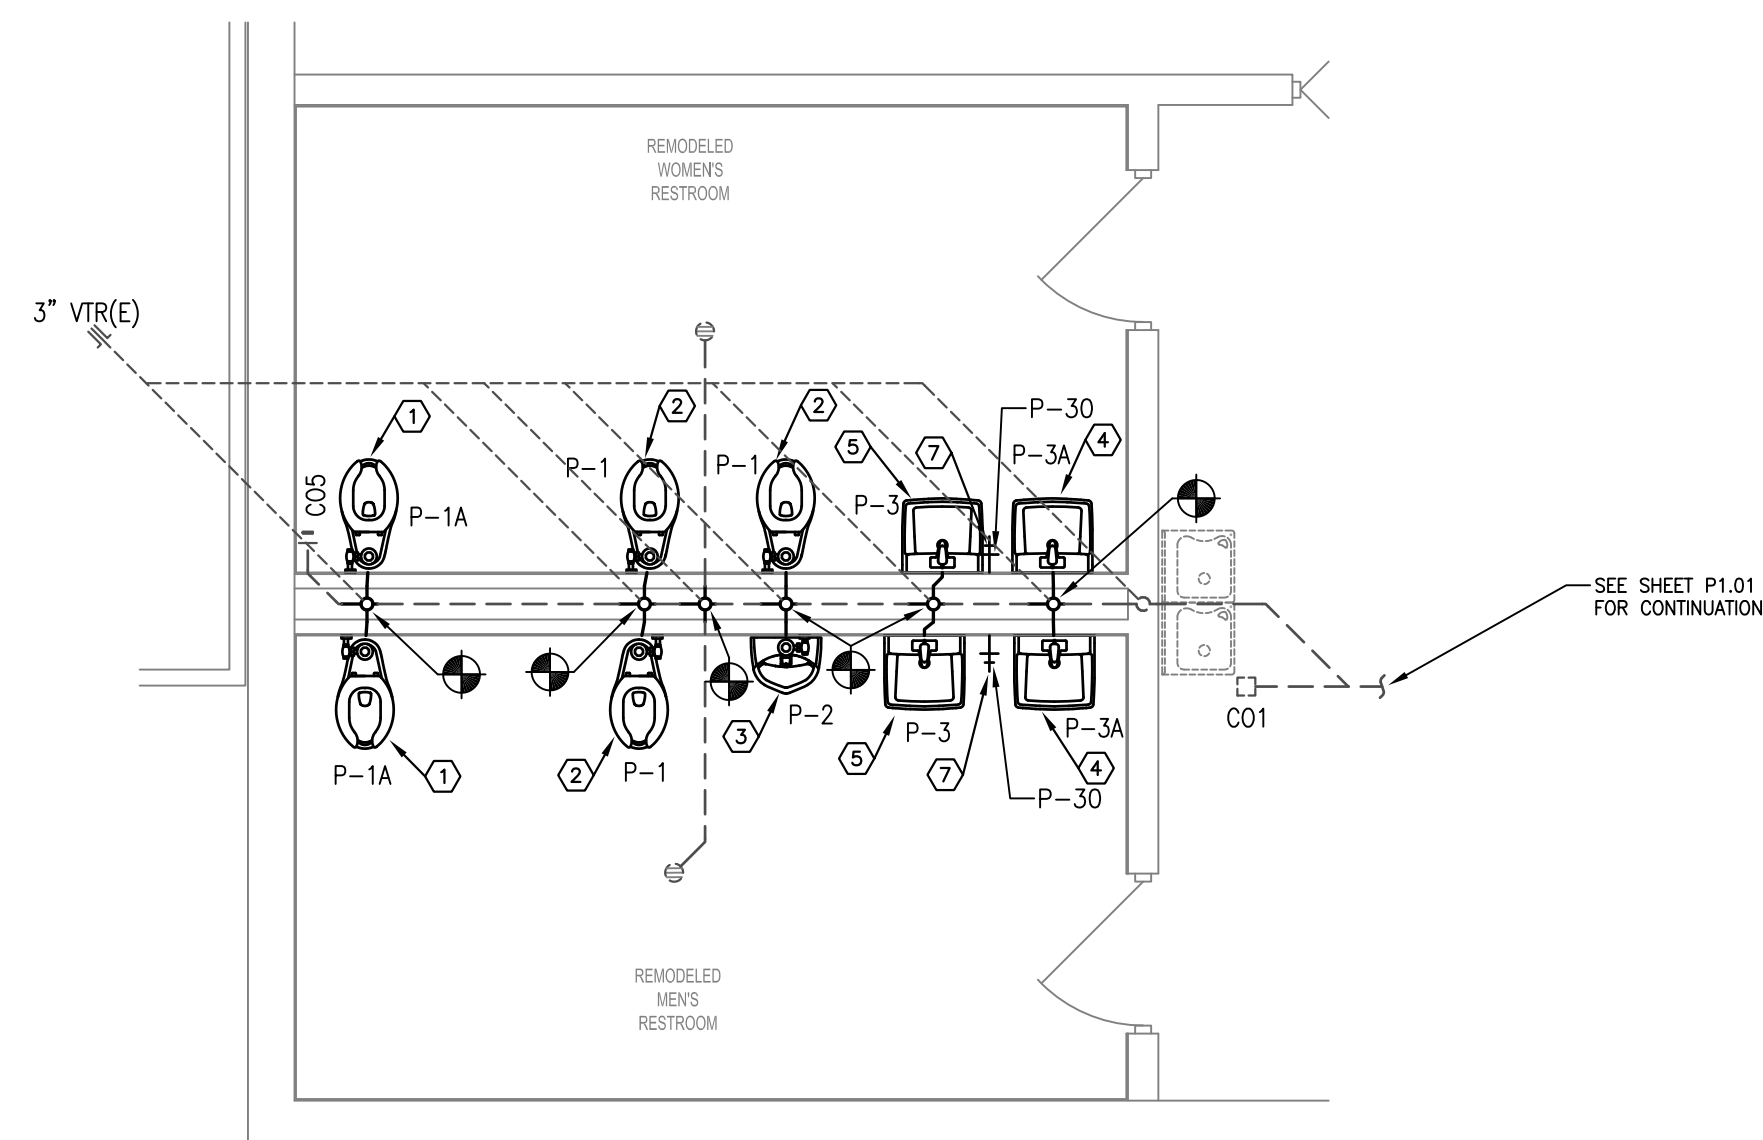 REMODELED
WOMEN'S
RESTROOM
3" VTR(E)
1
2
2
P-30
5
7
P-3A
4
CO5
P-1
P-1
P-3
P-1A
SEE SHEET P1.01
FOR CONTINUATION
CO1
3
P-2
5
P-3
P-3A
P-1A
1
2
P-1
7
4
P-30
REMODELED
MEN'S
RESTROOM